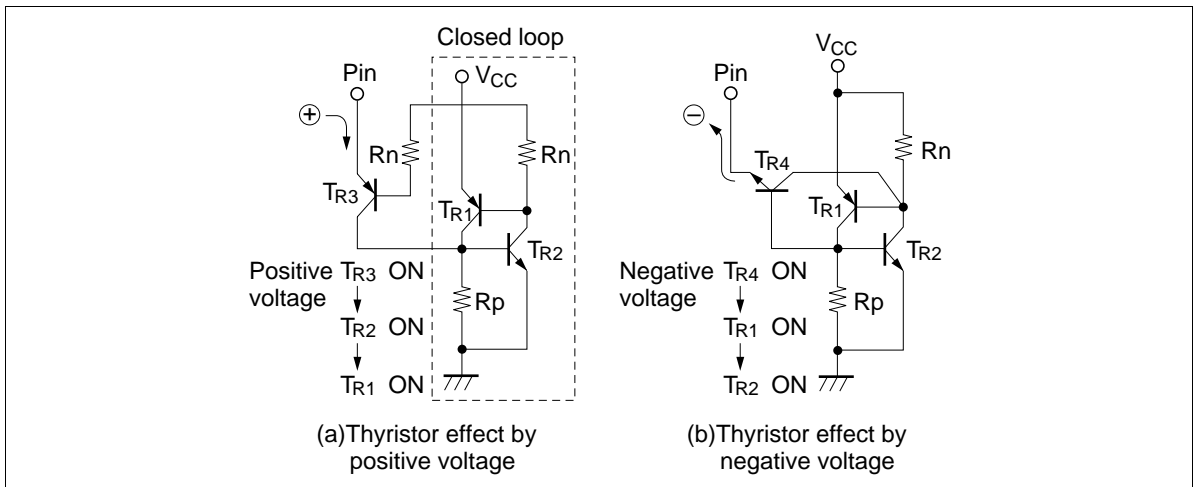 Closed loop
Pin
VCC
Rn
Rn
TR3
TR1
TR2
Rp
Positive voltage
TR3 ON
TR2 ON
TR1 ON
(a)Thyristor effect by
positive voltage
VCC
Pin
Rn
TR4
TR1
TR2
Rp
Negative voltage
TR4 ON
TR1 ON
TR2 ON
(b)Thyristor effect by
negative voltage